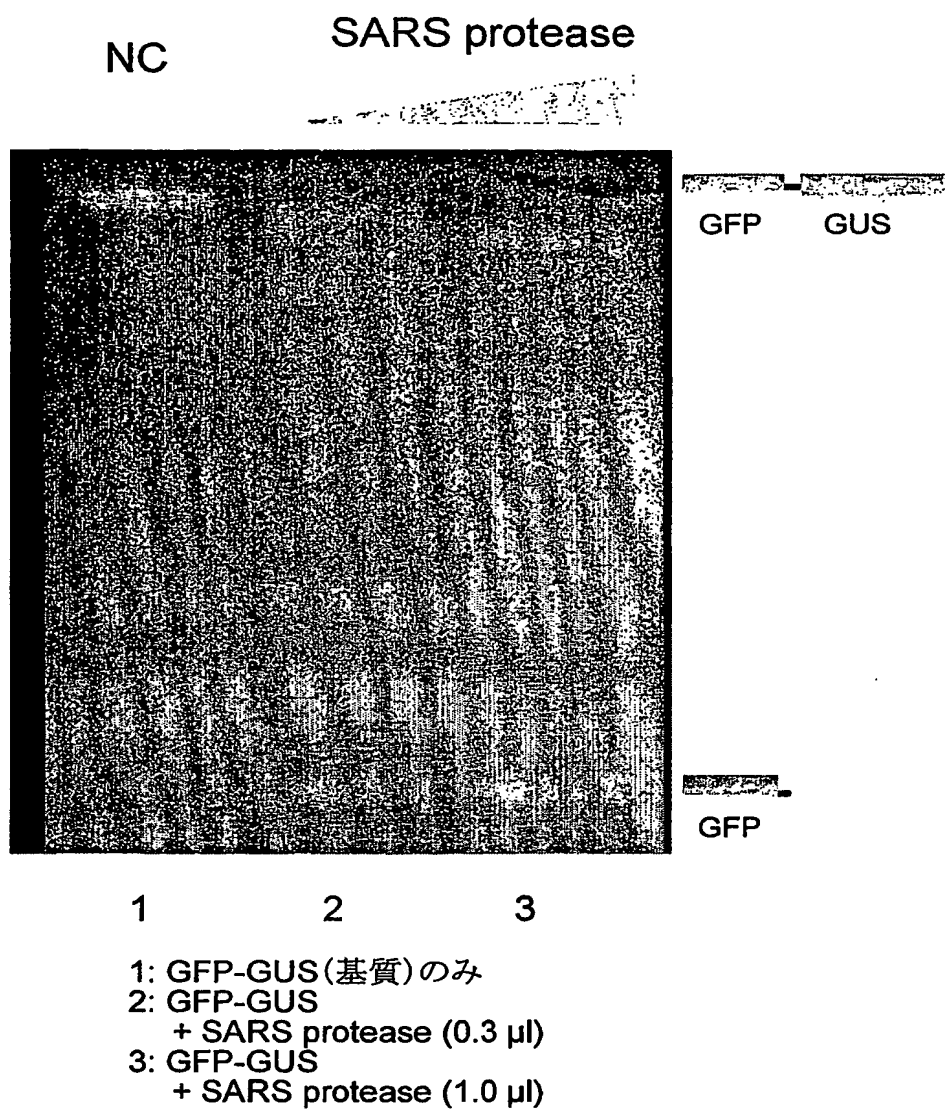 NC
SARS protease
GFP
GUS
GFP
1
2
3
1: GFP-GUS(基質)のみ
2: GFP-GUS
+ SARS protease (0.3 µl)
3: GFP-GUS
+ SARS protease (1.0 µl)